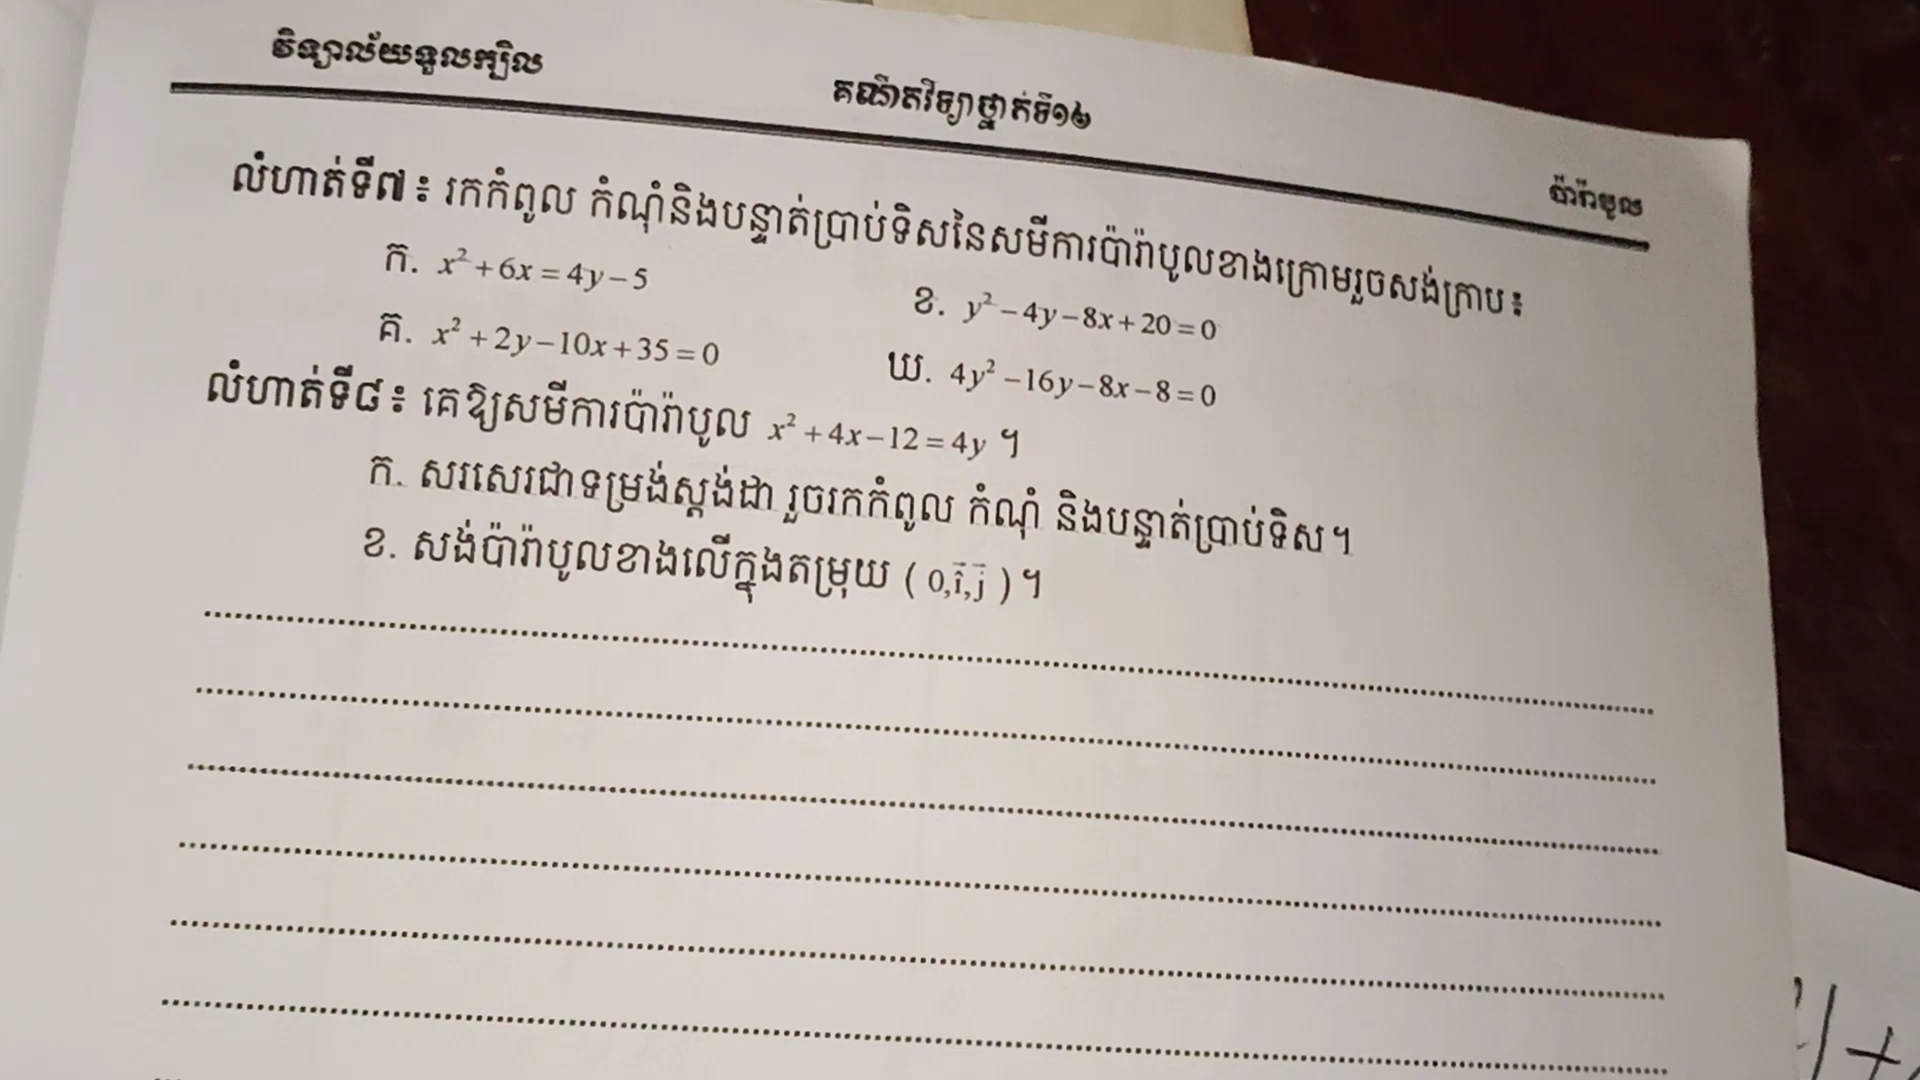 វិទ្យាល័យទួលក្បិល
គណិតវិទ្យាថ្នាក់ទី១២
ប៉ារ៉ាបូល
លំហាត់ទី៧៖ រកកំពូល កំណុំនិងបន្ទាត់ប្រាប់ទិសនៃសមីការប៉ារ៉ាបូលខាងក្រោមរួចសង់ក្រាប៖
ក. x² + 6x = 4y − 5
ខ. y² − 4y − 8x + 20 = 0
គ. x² + 2y − 10x + 35 = 0
ឃ. 4y² − 16y − 8x − 8 = 0
លំហាត់ទី៨៖ គេឱ្យសមីការប៉ារ៉ាបូល x² + 4x − 12 = 4y ។
ក. សរសេរជាទម្រង់ស្តង់ដា រួចរកកំពូល កំណុំ និងបន្ទាត់ប្រាប់ទិស។
ខ. សង់ប៉ារ៉ាបូលខាងលើក្នុងតម្រុយ ( 0,i⃗,j⃗ ) ។